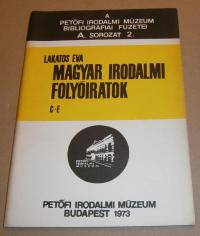 A
PETŐFI IRODALMI MÚZEUM
BIBLIOGRÁFIAI FÜZETEI
A. SOROZAT 2.
LAKATOS ÉVA
MAGYAR IRODALMI
FOLYÓIRATOK
C-E
PETŐFI IRODALMI MÚZEUM
BUDAPEST 1973